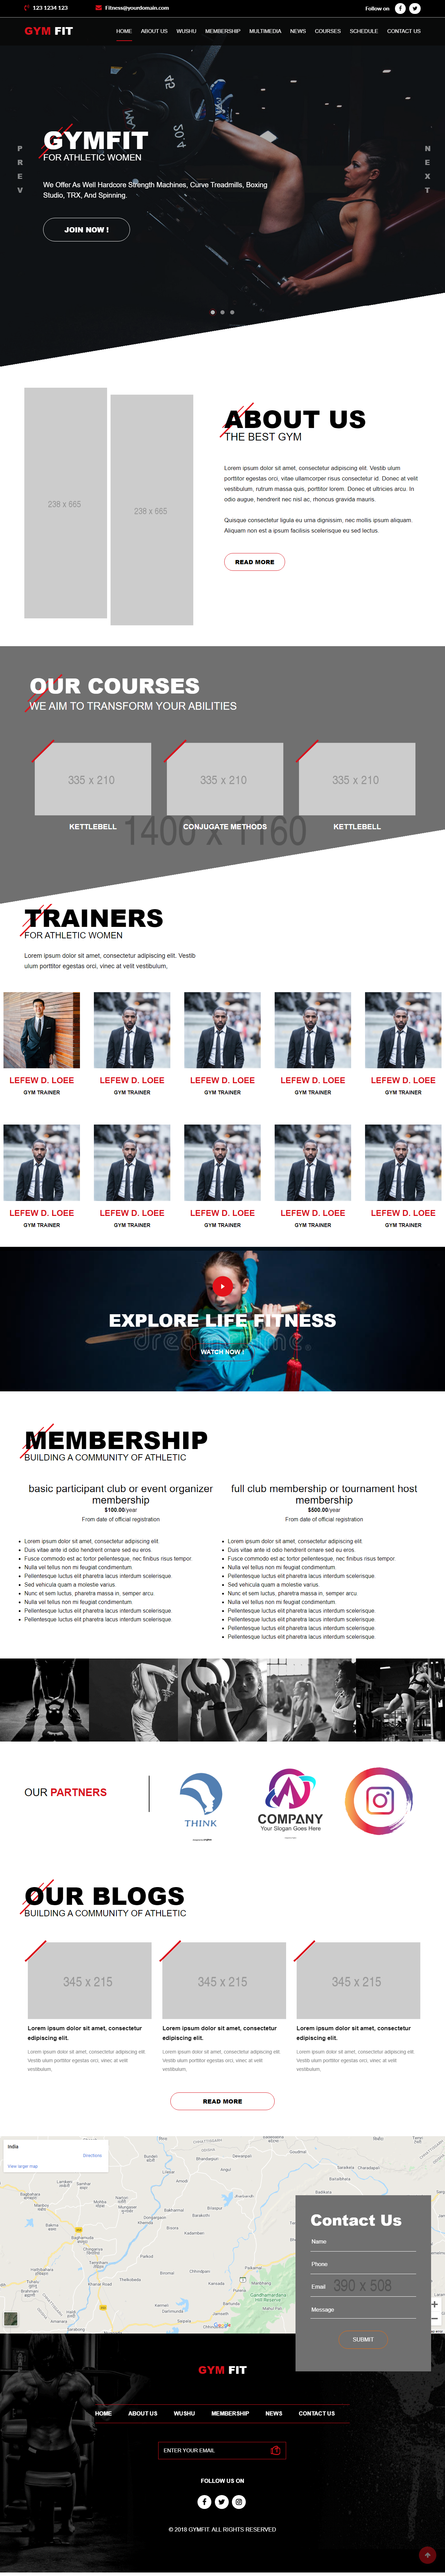 123 1234 123
Fitness@yourdomain.com
Follow on
GYM FIT
HOME ABOUT US WUSHU MEMBERSHIP MULTIMEDIA NEWS COURSES SCHEDULE CONTACT US
GYMFIT
FOR ATHLETIC WOMEN
We Offer As Well Hardcore Strength Machines, Curve Treadmills, Boxing
Studio, TRX, And Spinning.
JOIN NOW !
PREV
NEXT
238 x 665
238 x 665
ABOUT US
THE BEST GYM
Lorem ipsum dolor sit amet, consectetur adipiscing elit. Vestib ulum
porttitor egestas orci, vitae ullamcorper risus consectetur id. Donec at velit
vestibulum, rutrum massa quis, porttitor lorem. Donec et ultricies arcu. In
odio augue, hendrerit nec nisl ac, rhoncus gravida mauris.
Quisque consectetur ligula eu urna dignissim, nec mollis ipsum aliquam.
Aliquam non est a ipsum facilisis scelerisque eu sed lectus.
READ MORE
OUR COURSES
WE AIM TO TRANSFORM YOUR ABILITIES
335 x 210
335 x 210
335 x 210
KETTLEBELL
CONJUGATE METHODS
KETTLEBELL
1400 x 1160
TRAINERS
FOR ATHLETIC WOMEN
Lorem ipsum dolor sit amet, consectetur adipiscing elit. Vestib
ulum porttitor egestas orci, vinec at velit vestibulum,
LEFEW D. LOEE LEFEW D. LOEE LEFEW D. LOEE LEFEW D. LOEE LEFEW D. LOEE
GYM TRAINER GYM TRAINER GYM TRAINER GYM TRAINER GYM TRAINER
LEFEW D. LOEE LEFEW D. LOEE LEFEW D. LOEE LEFEW D. LOEE LEFEW D. LOEE
GYM TRAINER GYM TRAINER GYM TRAINER GYM TRAINER GYM TRAINER
EXPLORE LIFE FITNESS
dreamstime.
WATCH NOW !
MEMBERSHIP
BUILDING A COMMUNITY OF ATHLETIC
basic participant club or event organizer
membership
$100.00/year
From date of official registration
Lorem ipsum dolor sit amet, consectetur adipiscing elit.
Duis vitae ante id odio hendrerit ornare sed eu eros.
Fusce commodo est ac tortor pellentesque, nec finibus risus tempor.
Nulla vel tellus non mi feugiat condimentum.
Pellentesque luctus elit pharetra lacus interdum scelerisque.
Sed vehicula quam a molestie varius.
Nunc et sem luctus, pharetra massa in, semper arcu.
Nulla vel tellus non mi feugiat condimentum.
Pellentesque luctus elit pharetra lacus interdum scelerisque.
Pellentesque luctus elit pharetra lacus interdum scelerisque.
full club membership or tournament host
membership
$500.00/year
From date of official registration
Lorem ipsum dolor sit amet, consectetur adipiscing elit.
Duis vitae ante id odio hendrerit ornare sed eu eros.
Fusce commodo est ac tortor pellentesque, nec finibus risus tempor.
Nulla vel tellus non mi feugiat condimentum.
Pellentesque luctus elit pharetra lacus interdum scelerisque.
Sed vehicula quam a molestie varius.
Nunc et sem luctus, pharetra massa in, semper arcu.
Nulla vel tellus non mi feugiat condimentum.
Pellentesque luctus elit pharetra lacus interdum scelerisque.
Pellentesque luctus elit pharetra lacus interdum scelerisque.
Pellentesque luctus elit pharetra lacus interdum scelerisque.
Pellentesque luctus elit pharetra lacus interdum scelerisque.
OUR PARTNERS
THINK
COMPANY
Your Slogan Goes Here
OUR BLOGS
BUILDING A COMMUNITY OF ATHLETIC
345 x 215
345 x 215
345 x 215
Lorem ipsum dolor sit amet, consectetur
edipiscing elit.
Lorem ipsum dolor sit amet, consectetur adipiscing elit
Vestib ulum porttitor egestas orci, vinec at velit
vestibulum,
Lorem ipsum dolor sit amet, consectetur
edipiscing elit.
Lorem ipsum dolor sit amet, consectetur adipiscing elit
Vestib ulum porttitor egestas orci, vinec at velit
vestibulum,
Lorem ipsum dolor sit amet, consectetur
edipiscing elit.
Lorem ipsum dolor sit amet, consectetur adipiscing elit
Vestib ulum porttitor egestas orci, vinec at velit
vestibulum,
READ MORE
India
Directions
View larger map
Google
Contact Us
Name
Phone
Email
390 x 508
Message
SUBMIT
GYM FIT
HOME ABOUT US WUSHU MEMBERSHIP NEWS CONTACT US
ENTER YOUR EMAIL
FOLLOW US ON
© 2018 GYMFIT. ALL RIGHTS RESERVED